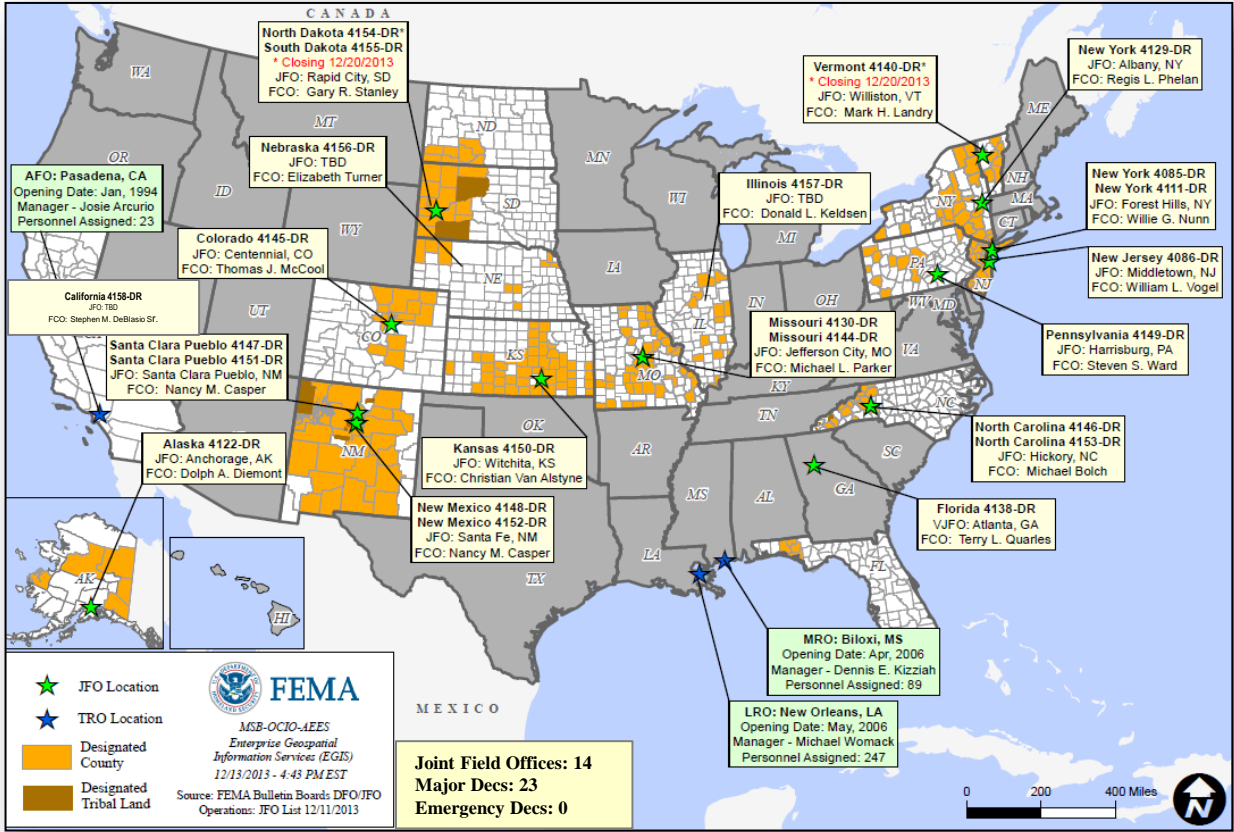 CANADA
North Dakota 4154-DR*
South Dakota 4155-DR
* Closing 12/20/2013
JFO: Rapid City, SD
FCO: Gary R. Stanley
Vermont 4140-DR*
* Closing 12/20/2013
JFO: Williston, VT
FCO: Mark H. Landry
New York 4129-DR
JFO: Albany, NY
FCO: Regis L. Phelan
WA
MT
ND
MN
ME
OR
ID
Nebraska 4156-DR
JFO: TBD
FCO: Elizabeth Turner
AFO: Pasadena, CA
Opening Date: Jan, 1994
Manager - Josie Arcurio
Personnel Assigned: 23
WI
Illinois 4157-DR
JFO: TBD
FCO: Donald L. Keldsen
NH
MA
NY
CT
New York 4085-DR
New York 4111-DR
JFO: Forest Hills, NY
FCO: Willie G. Nunn
SD
WY
MI
Colorado 4145-DR
JFO: Centennial, CO
FCO: Thomas J. McCool
New Jersey 4086-DR
JFO: Middletown, NJ
FCO: William L. Vogel
IA
NE
PA
NJ
California 4158-DR
JFO: TBD
FCO: Stephen M. DeBlasio Sr.
UT
IN
OH
WV
MD
IL
Missouri 4130-DR
Missouri 4144-DR
JFO: Jefferson City, MO
FCO: Michael L. Parker
Pennsylvania 4149-DR
JFO: Harrisburg, PA
FCO: Steven S. Ward
CO
KS
MO
VA
Santa Clara Pueblo 4147-DR
Santa Clara Pueblo 4151-DR
JFO: Santa Clara Pueblo, NM
FCO: Nancy M. Casper
KY
TN
NC
OK
AR
SC
North Carolina 4146-DR
North Carolina 4153-DR
JFO: Hickory, NC
FCO: Michael Bolch
Alaska 4122-DR
JFO: Anchorage, AK
FCO: Dolph A. Diemont
NM
Kansas 4150-DR
JFO: Witchita, KS
FCO: Christian Van Alstyne
MS
AL
GA
New Mexico 4148-DR
New Mexico 4152-DR
JFO: Santa Fe, NM
FCO: Nancy M. Casper
Florida 4138-DR
VJFO: Atlanta, GA
FCO: Terry L. Quarles
LA
TX
FL
AK
HI
MRO: Biloxi, MS
Opening Date: Apr, 2006
Manager - Dennis E. Kizziah
Personnel Assigned: 89
LRO: New Orleans, LA
Opening Date: May, 2006
Manager - Michael Womack
Personnel Assigned: 247
MEXICO
JFO Location
TRO Location
Designated
County
Designated
Tribal Land
FEMA
MSB-OCIO-AEES
Enterprise Geospatial
Information Services (EGIS)
12/13/2013 - 4:43 PM EST
Source: FEMA Bulletin Boards DFO/JFO
Operations: JFO List 12/11/2013
Joint Field Offices: 14
Major Decs: 23
Emergency Decs: 0
0 200 400 Miles
N